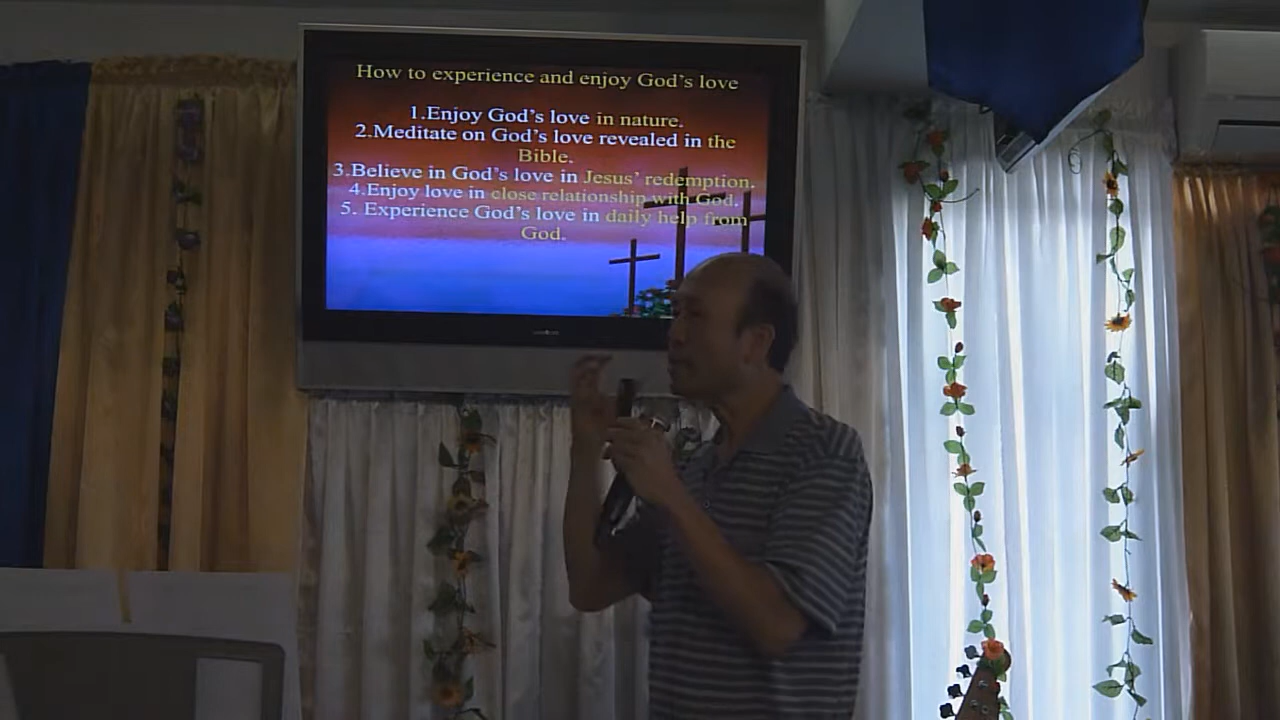 How to experience and enjoy God's love
1.Enjoy God's love in nature.
2.Meditate on God's love revealed in the
Bible.
3.Believe in God's love in Jesus' redemption.
4.Enjoy love in close relationship with God.
5. Experience God's love in daily help from
God.